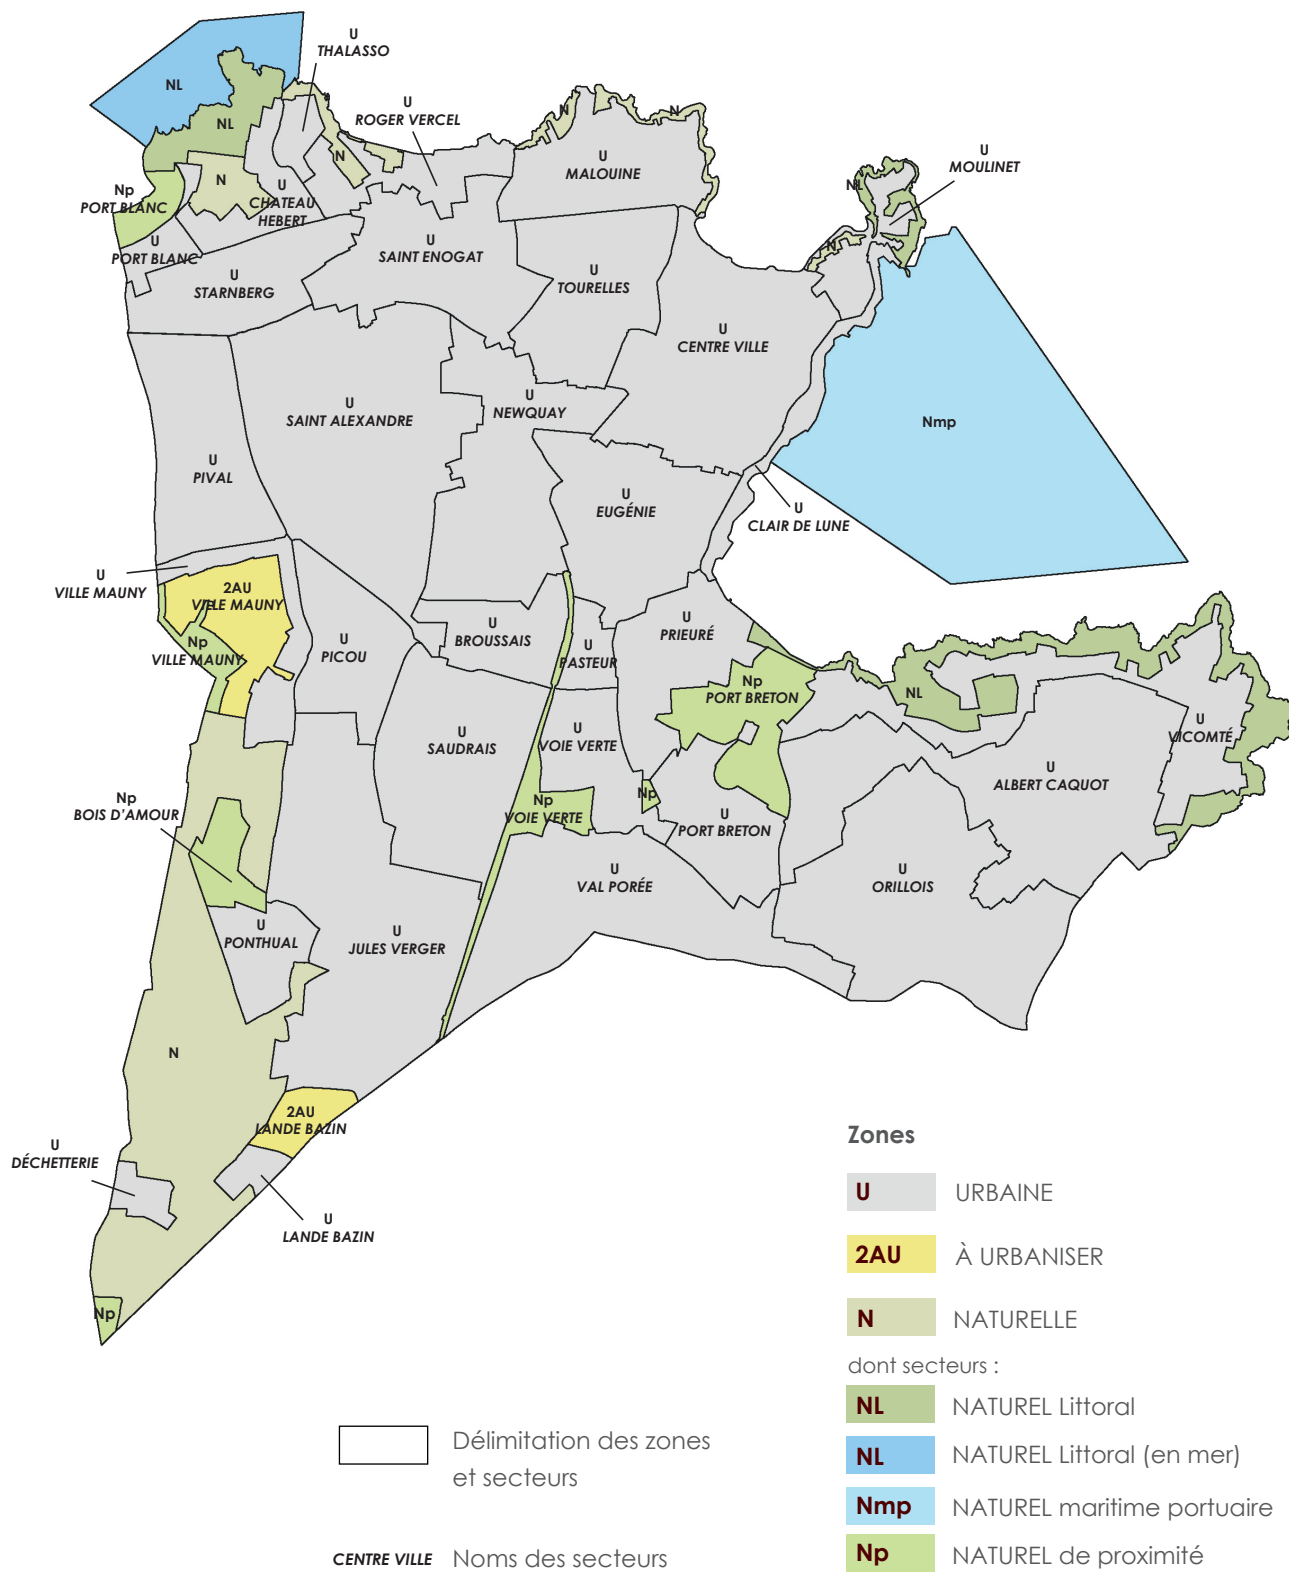 U
THALASSO
NL
U
ROGER VERCEL
N
N
NL
U
MALOUINE
U
MOULINET
N
NL
Np
PORT BLANC
N
U
CHATEAU
HEBERT
U
PORT BLANC
U
SAINT ENOGAT
N
U
STARNBERG
U
TOURELLES
U
CENTRE VILLE
U
SAINT ALEXANDRE
U
NEWQUAY
Nmp
U
PIVAL
U
EUGÉNIE
U
CLAIR DE LUNE
U
VILLE MAUNY
2AU
VILLE MAUNY
Np
VILLE MAUNY
U
PICOU
U
BROUSSAIS
U
PASTEUR
U
PRIEURÉ
Np
PORT BRETON
NL
U
VICOMTÉ
U
SAUDRAIS
U
VOIE VERTE
U
ALBERT CAQUOT
Np
BOIS D'AMOUR
Np
VOIE VERTE
Np
U
PORT BRETON
U
VAL PORÉE
U
ORILLOIS
U
PONTHUAL
U
JULES VERGER
N
2AU
LANDE BAZIN
U
DÉCHETTERIE
U
LANDE BAZIN
Np
Zones
U URBAINE
2AU À URBANISER
N NATURELLE
dont secteurs :
NL NATUREL Littoral
NL NATUREL Littoral (en mer)
Nmp NATUREL maritime portuaire
Np NATUREL de proximité
Délimitation des zones
et secteurs
CENTRE VILLE Noms des secteurs